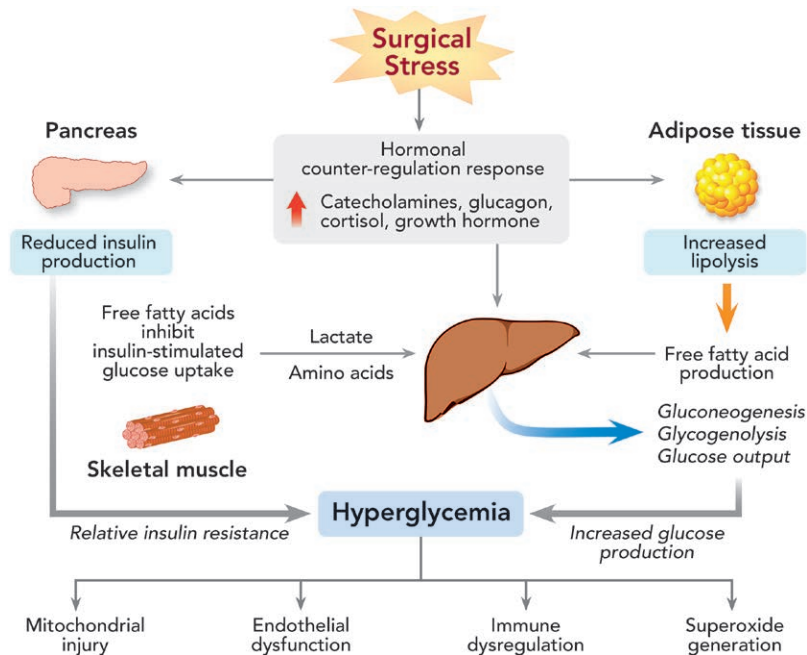 Surgical
Stress
Pancreas
Hormonal
counter-regulation response
Catecholamines, glucagon,
cortisol, growth hormone
Adipose tissue
Reduced insulin
production
Increased
lipolysis
Free fatty acids
inhibit
insulin-stimulated
glucose uptake
Lactate
Amino acids
Free fatty acid
production
Skeletal muscle
Gluconeogenesis
Glycogenolysis
Glucose output
Hyperglycemia
Relative insulin resistance
Increased glucose
production
Mitochondrial
injury
Endothelial
dysfunction
Immune
dysregulation
Superoxide
generation